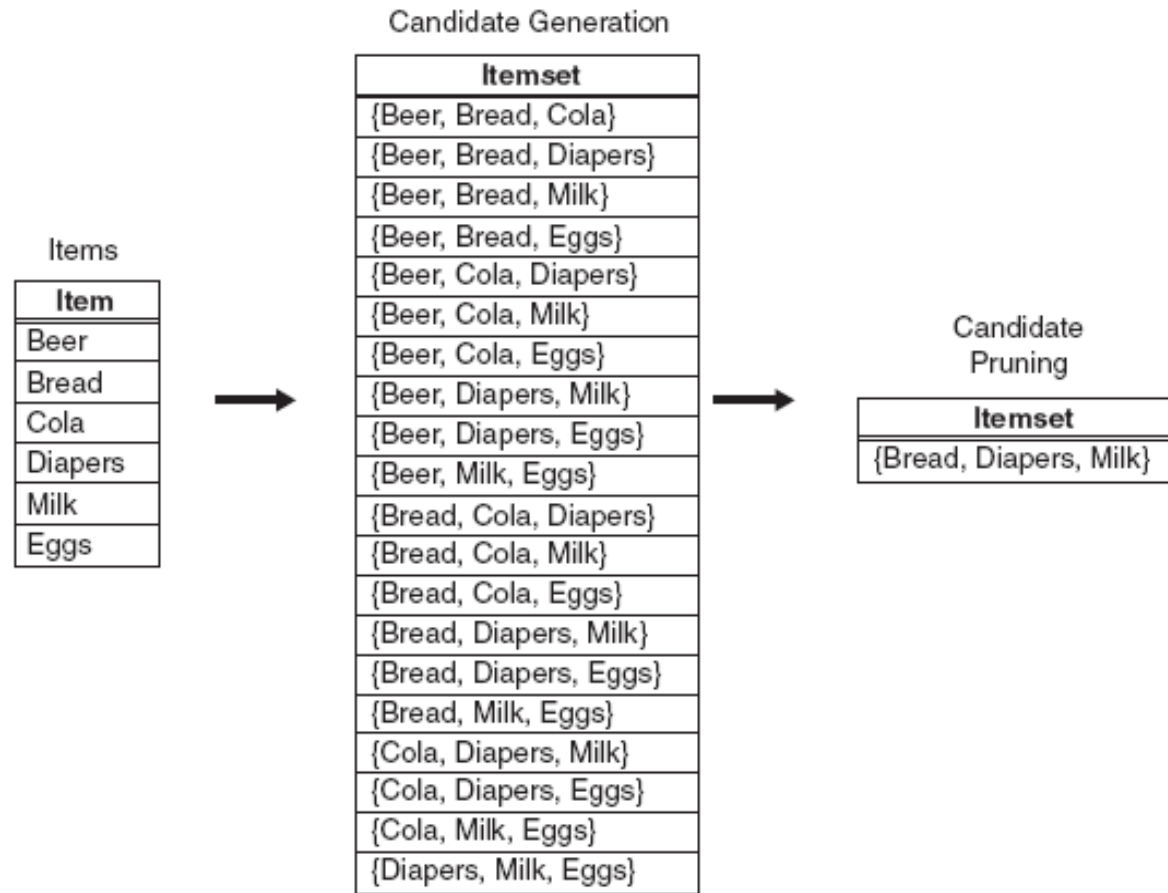 Candidate Generation
Itemset
{Beer, Bread, Cola}
{Beer, Bread, Diapers}
{Beer, Bread, Milk}
{Beer, Bread, Eggs}
{Beer, Cola, Diapers}
{Beer, Cola, Milk}
{Beer, Cola, Eggs}
{Beer, Diapers, Milk}
{Beer, Diapers, Eggs}
{Beer, Milk, Eggs}
{Bread, Cola, Diapers}
{Bread, Cola, Milk}
{Bread, Cola, Eggs}
{Bread, Diapers, Milk}
{Bread, Diapers, Eggs}
{Bread, Milk, Eggs}
{Cola, Diapers, Milk}
{Cola, Diapers, Eggs}
{Cola, Milk, Eggs}
{Diapers, Milk, Eggs}
Items
Item
Beer
Bread
Cola
Diapers
Milk
Eggs
Candidate
Pruning
Itemset
{Bread, Diapers, Milk}